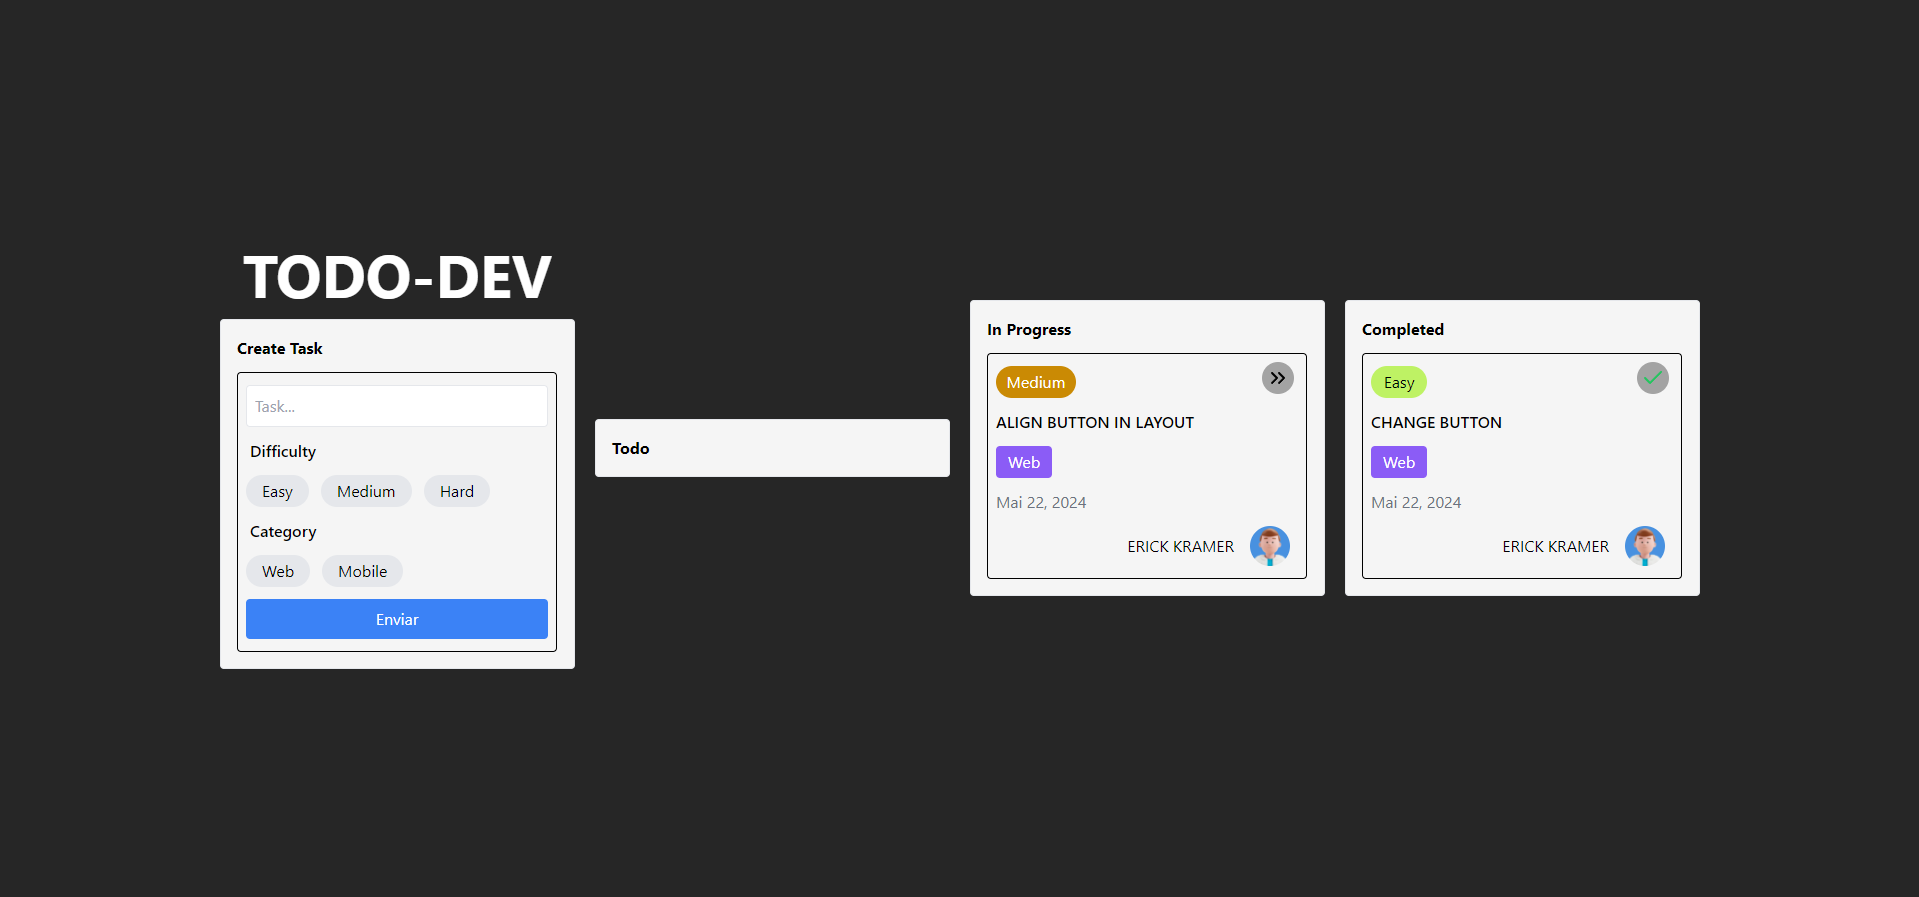 TODO-DEV
Create Task
Task...
Difficulty
Easy Medium Hard
Category
Web Mobile
Enviar
Todo
In Progress
Medium
ALIGN BUTTON IN LAYOUT
Web
Mai 22, 2024
ERICK KRAMER
Completed
Easy
CHANGE BUTTON
Web
Mai 22, 2024
ERICK KRAMER